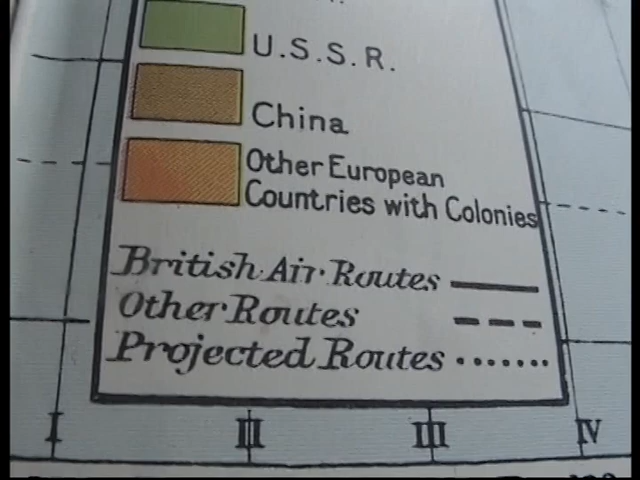 U.S.S.R.
China
Other European
Countries with Colonies
British Air Routes
Other Routes
Projected Routes
I II III IV